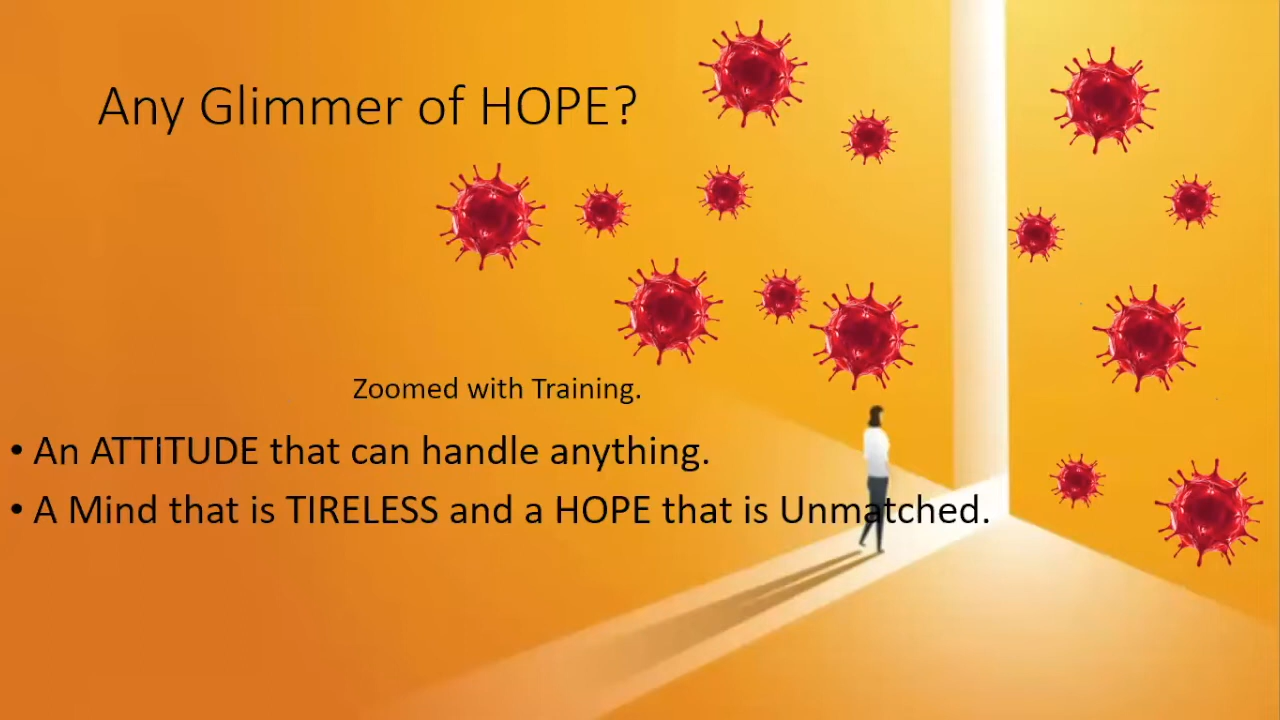 Any Glimmer of HOPE?
Zoomed with Training.
• An ATTITUDE that can handle anything.
• A Mind that is TIRELESS and a HOPE that is Unmatched.